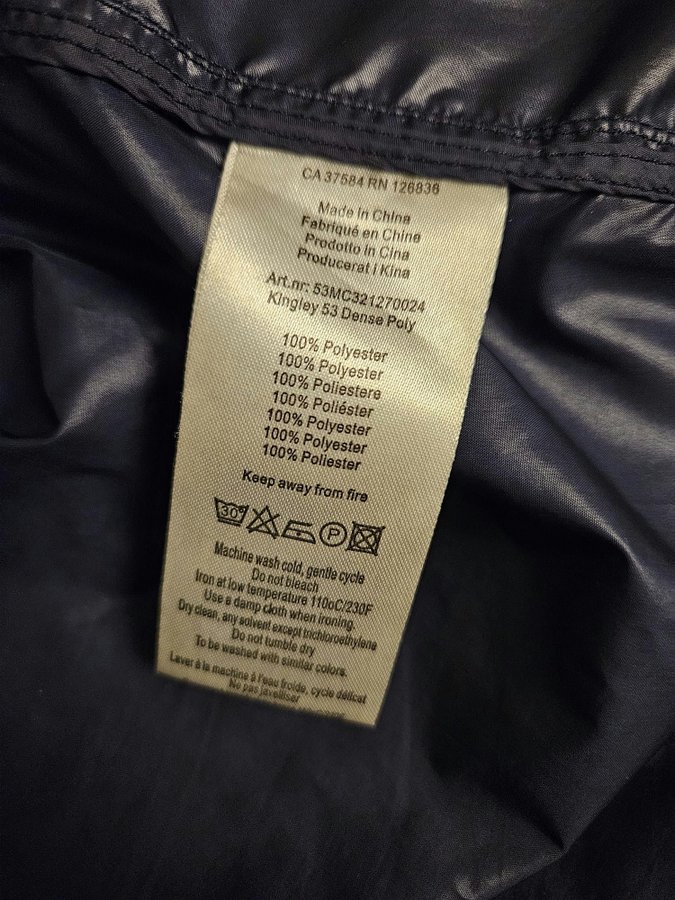 CA 37584 RN 126836
Made in China
Fabriqué en Chine
Prodotto in Cina
Producerat i Kina
Art.nr: 53MC321270024
Kingley 53 Dense Poly
100% Polyester
100% Polyester
100% Poliestere
100% Poliéster
100% Polyester
100% Polyester
100% Poliester
Keep away from fire
30° P
Machine wash cold, gentle cycle
Do not bleach
Iron at low temperature 110oC/230F
Use a damp cloth when ironing.
Dry clean, any solvent except trichloroethylene
Do not tumble dry
To be washed with similar colors.
Laver à la machine à l'eau froide, cycle délicat
Ne pas javelliser